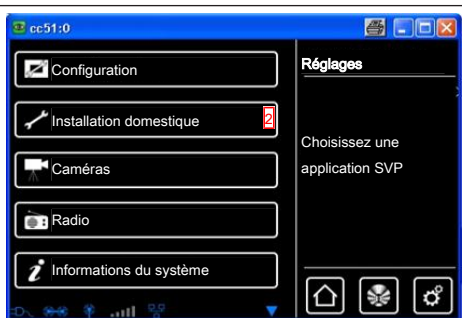 cc51:0
Configuration
Installation domestique
2
Caméras
Radio
Informations du système
Réglages
Choisissez une
application SVP